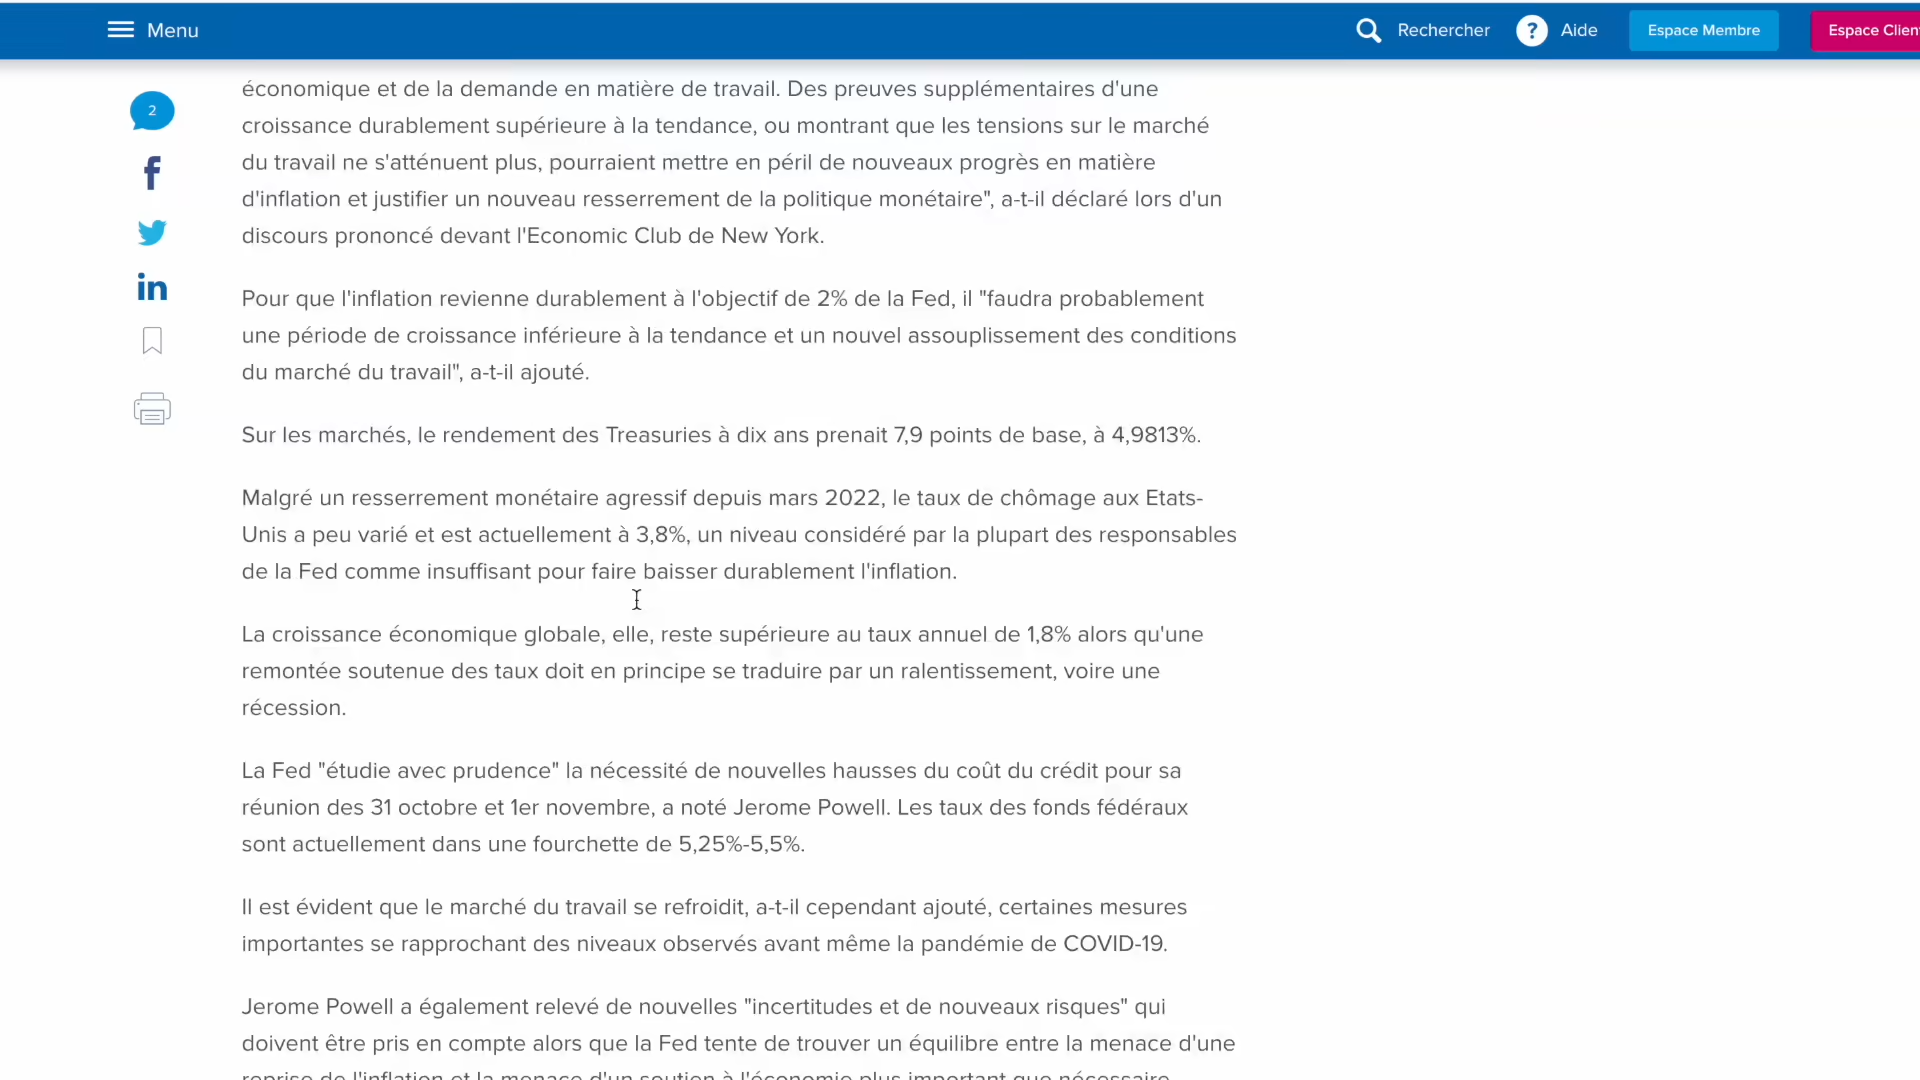 Menu
Rechercher
?
Aide
Espace Membre
Espace Clien
2
économique et de la demande en matière de travail. Des preuves supplémentaires d'une
croissance durablement supérieure à la tendance, ou montrant que les tensions sur le marché
du travail ne s'atténuent plus, pourraient mettre en péril de nouveaux progrès en matière
d'inflation et justifier un nouveau resserrement de la politique monétaire", a-t-il déclaré lors d'un
discours prononcé devant l'Economic Club de New York.
Pour que l'inflation revienne durablement à l'objectif de 2% de la Fed, il "faudra probablement
une période de croissance inférieure à la tendance et un nouvel assouplissement des conditions
du marché du travail", a-t-il ajouté.
Sur les marchés, le rendement des Treasuries à dix ans prenait 7,9 points de base, à 4,9813%.
Malgré un resserrement monétaire agressif depuis mars 2022, le taux de chômage aux Etats-
Unis a peu varié et est actuellement à 3,8%, un niveau considéré par la plupart des responsables
de la Fed comme insuffisant pour faire baisser durablement l'inflation.
La croissance économique globale, elle, reste supérieure au taux annuel de 1,8% alors qu'une
remontée soutenue des taux doit en principe se traduire par un ralentissement, voire une
récession.
La Fed "étudie avec prudence" la nécessité de nouvelles hausses du coût du crédit pour sa
réunion des 31 octobre et 1er novembre, a noté Jerome Powell. Les taux des fonds fédéraux
sont actuellement dans une fourchette de 5,25%-5,5%.
Il est évident que le marché du travail se refroidit, a-t-il cependant ajouté, certaines mesures
importantes se rapprochant des niveaux observés avant même la pandémie de COVID-19.
Jerome Powell a également relevé de nouvelles "incertitudes et de nouveaux risques" qui
doivent être pris en compte alors que la Fed tente de trouver un équilibre entre la menace d'une
reprise de l'inflation et la menace d'un soutien à l'économie plus important que nécessaire